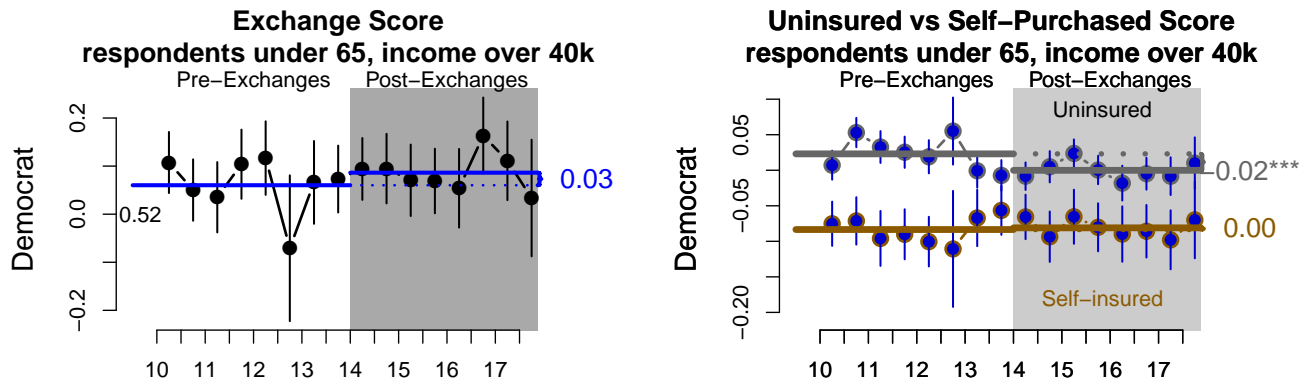 Exchange Score
respondents under 65, income over 40k
Pre−Exchanges Post−Exchanges
Democrat
0.2
0.0
−0.2
0.52
0.03
10 11 12 13 14 15 16 17
Uninsured vs Self−Purchased Score
respondents under 65, income over 40k
Pre−Exchanges Post−Exchanges
Democrat
0.05
−0.05
−0.20
Uninsured
−0.02***
0.00
Self−insured
10 11 12 13 14 15 16 17